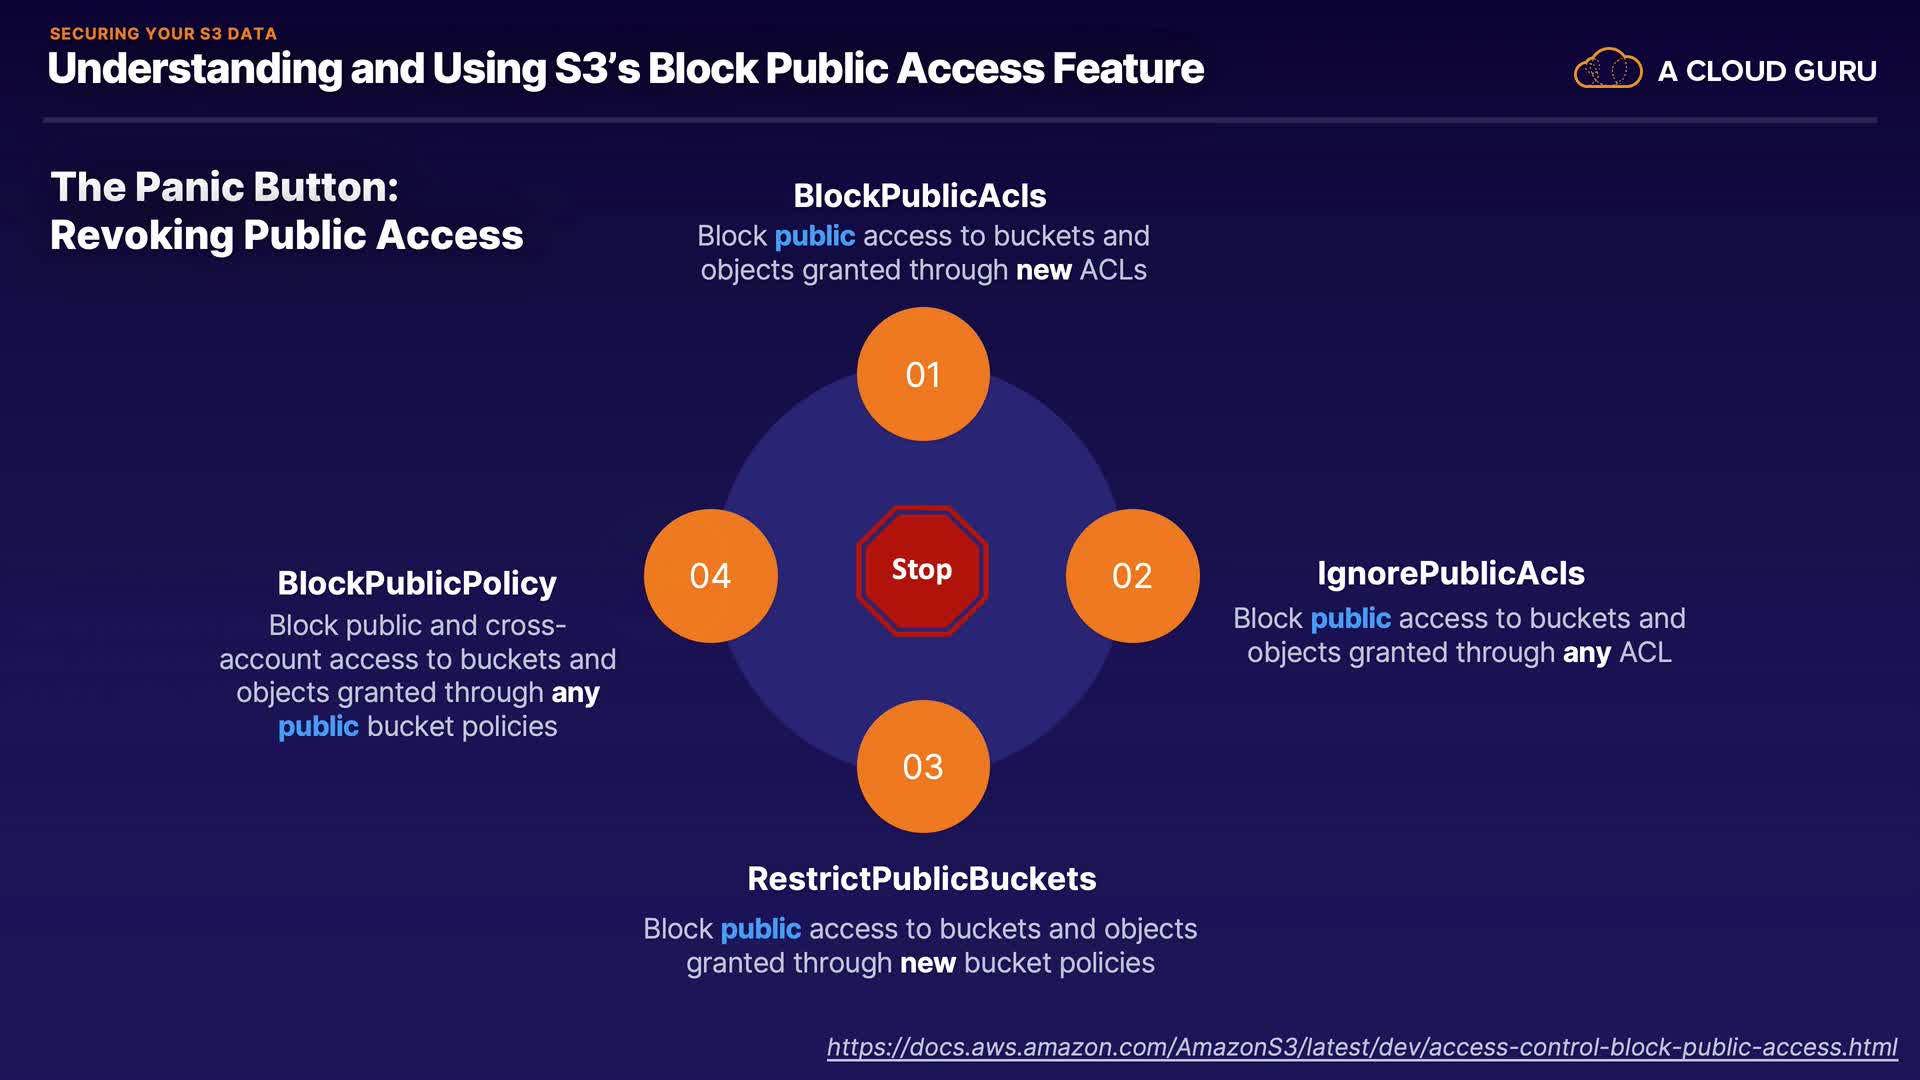 SECURING YOUR S3 DATA
Understanding and Using S3’s Block Public Access Feature
A CLOUD GURU
The Panic Button:
Revoking Public Access
BlockPublicAcls
Block public access to buckets and
objects granted through new ACLs
01
Stop
04
02
BlockPublicPolicy
Block public and cross-
account access to buckets and
objects granted through any
public bucket policies
IgnorePublicAcls
Block public access to buckets and
objects granted through any ACL
03
RestrictPublicBuckets
Block public access to buckets and objects
granted through new bucket policies
https://docs.aws.amazon.com/AmazonS3/latest/dev/access-control-block-public-access.html